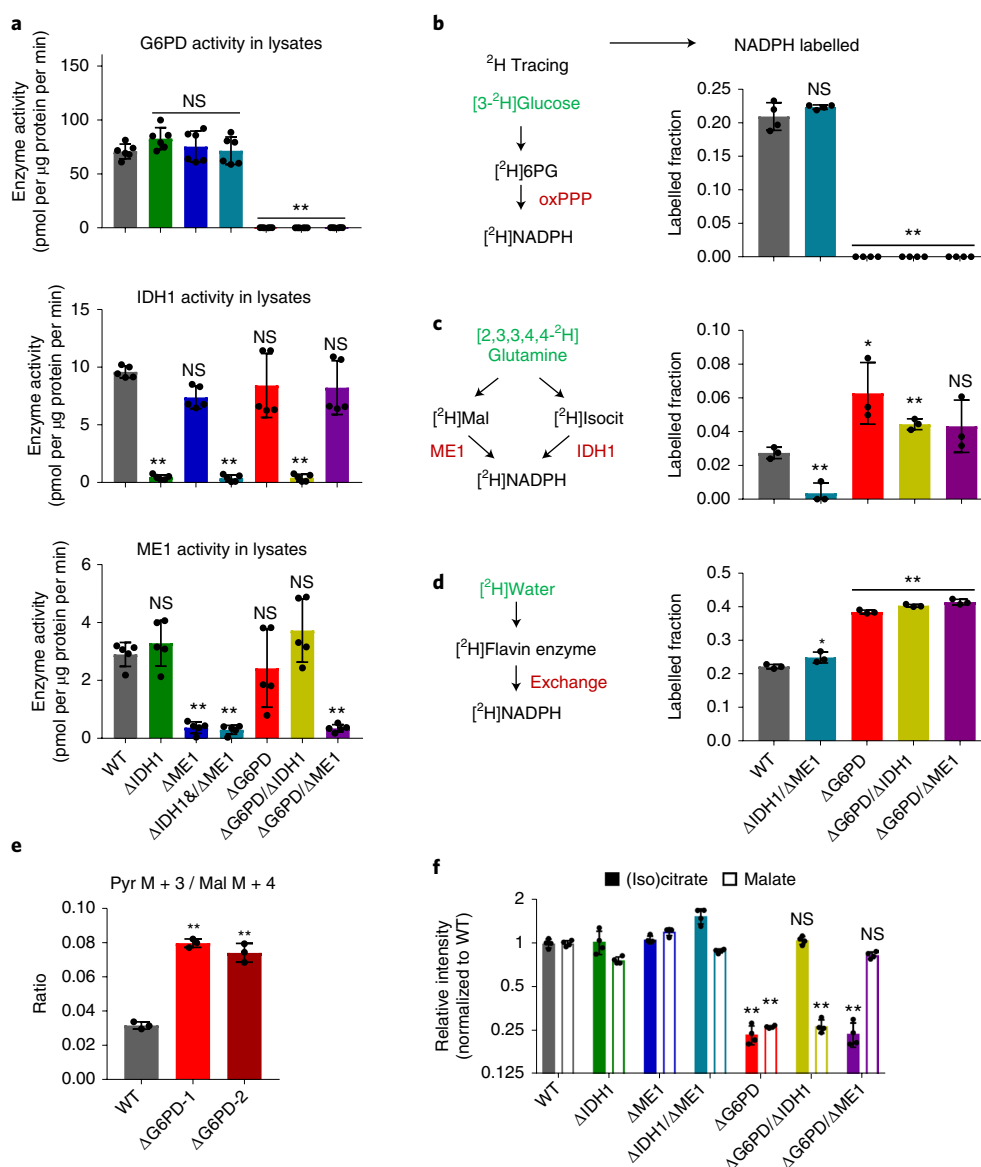 a
G6PD activity in lysates
Enzyme activity
(pmol per µg protein per min)
150
100
50
0
NS
**
IDH1 activity in lysates
Enzyme activity
(pmol per µg protein per min)
15
10
5
0
**
NS
**
NS
**
NS
ME1 activity in lysates
Enzyme activity
(pmol per µg protein per min)
6
4
2
0
NS
**
**
NS
NS
**
WT
ΔIDH1
ΔME1
ΔIDH1&/ΔME1
ΔG6PD
ΔG6PD/ΔIDH1
ΔG6PD/ΔME1
b
²H Tracing
NADPH labelled
[3-²H]Glucose
[²H]6PG
oxPPP
[²H]NADPH
Labelled fraction
0.25
0.20
0.15
0.10
0.05
0.00
NS
**
c
[2,3,3,4,4-²H]
Glutamine
[²H]Mal
[²H]Isocit
ME1
IDH1
[²H]NADPH
Labelled fraction
0.10
0.08
0.06
0.04
0.02
0.00
**
*
**
NS
d
[²H]Water
[²H]Flavin enzyme
Exchange
[²H]NADPH
Labelled fraction
0.5
0.4
0.3
0.2
0.1
0.0
*
**
WT
ΔIDH1/ΔME1
ΔG6PD
ΔG6PD/ΔIDH1
ΔG6PD/ΔME1
e
Pyr M + 3 / Mal M + 4
Ratio
0.10
0.08
0.06
0.04
0.02
0.00
**
**
WT
ΔG6PD-1
ΔG6PD-2
f
(Iso)citrate
Malate
Relative intensity
(normalized to WT)
2
1
0.5
0.25
0.125
**
**
NS
**
**
NS
WT
ΔIDH1
ΔME1
ΔIDH1/ΔME1
ΔG6PD
ΔG6PD/ΔIDH1
ΔG6PD/ΔME1